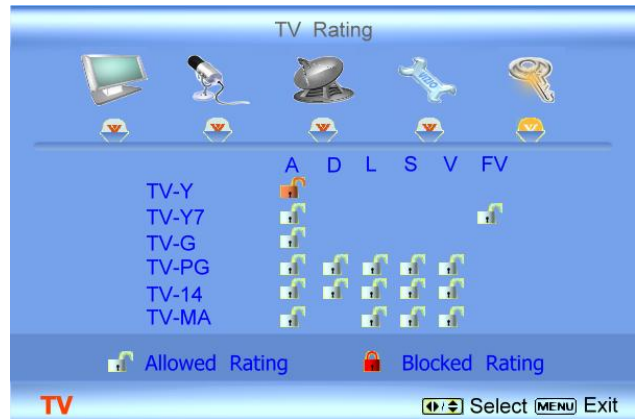 TV Rating
VIZIO
A D L S V FV
TV-Y
TV-Y7
TV-G
TV-PG
TV-14
TV-MA
Allowed Rating Blocked Rating
TV Select MENU Exit